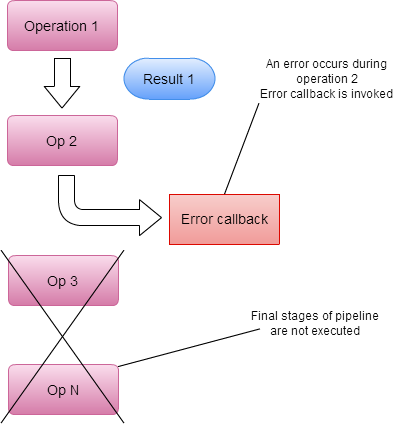 Operation 1
Result 1
An error occurs during
operation 2
Error callback is invoked
Op 2
Error callback
Op 3
Final stages of pipeline
are not executed
Op N